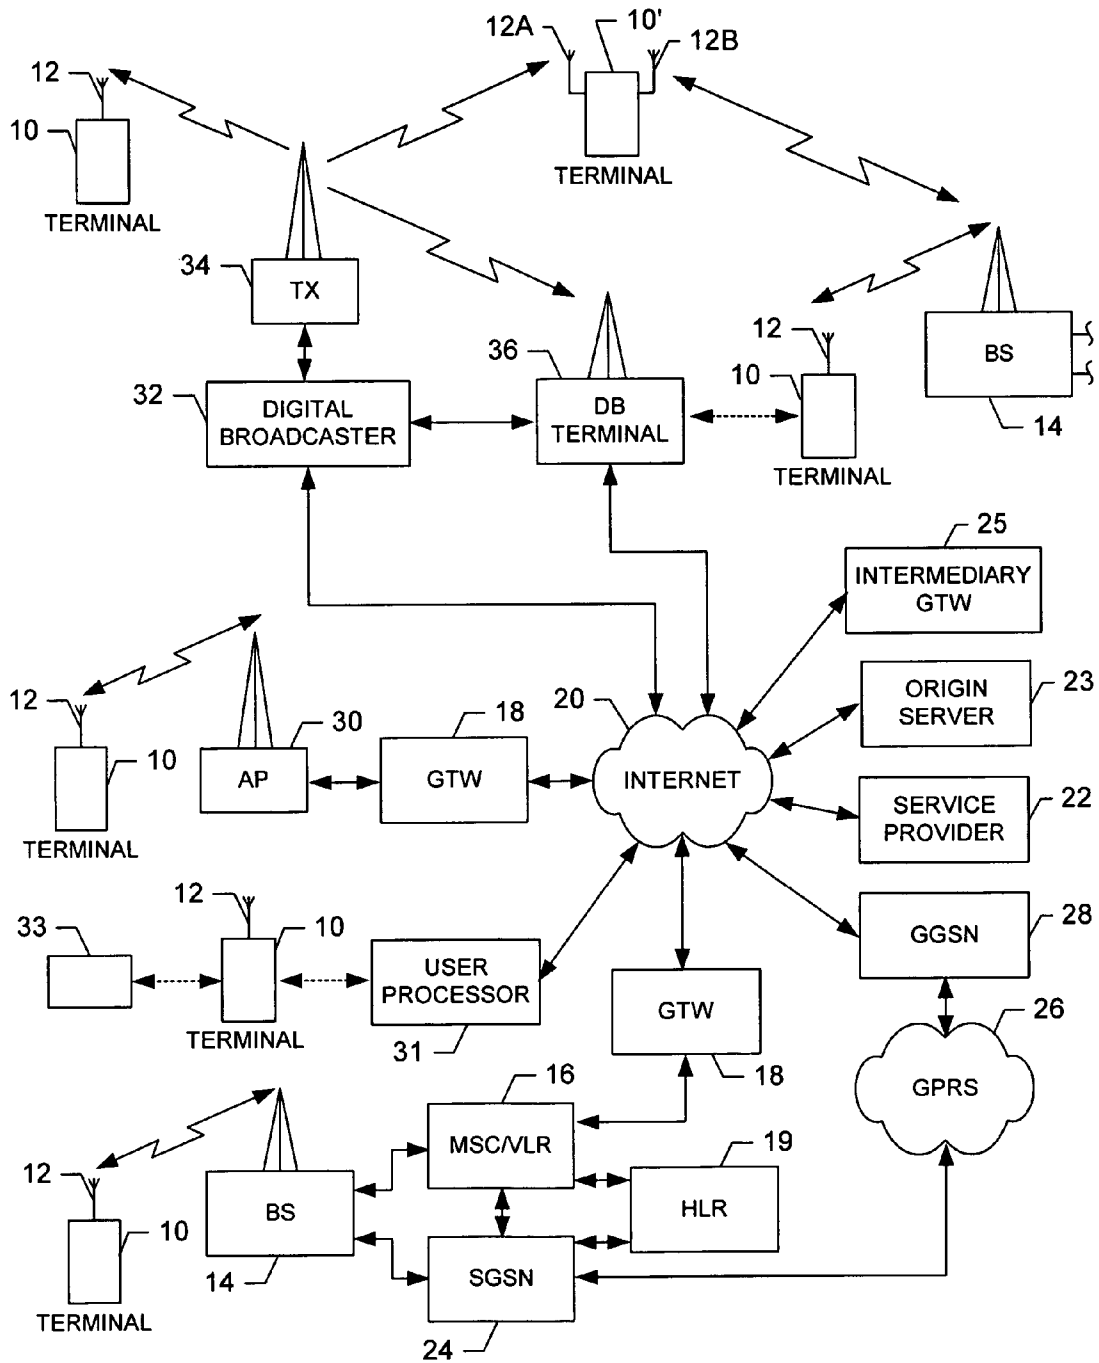 12A
10'
12B
12
10
TERMINAL
TERMINAL
34
TX
12
36
BS
32
DIGITAL
BROADCASTER
DB
TERMINAL
10
14
TERMINAL
25
INTERMEDIARY
GTW
12
30
18
20
ORIGIN
SERVER
23
10
AP
GTW
INTERNET
SERVICE
PROVIDER
22
TERMINAL
12
33
10
USER
PROCESSOR
GGSN
28
TERMINAL
31
GTW
26
16
18
GPRS
12
MSC/VLR
19
10
BS
HLR
14
SGSN
TERMINAL
24